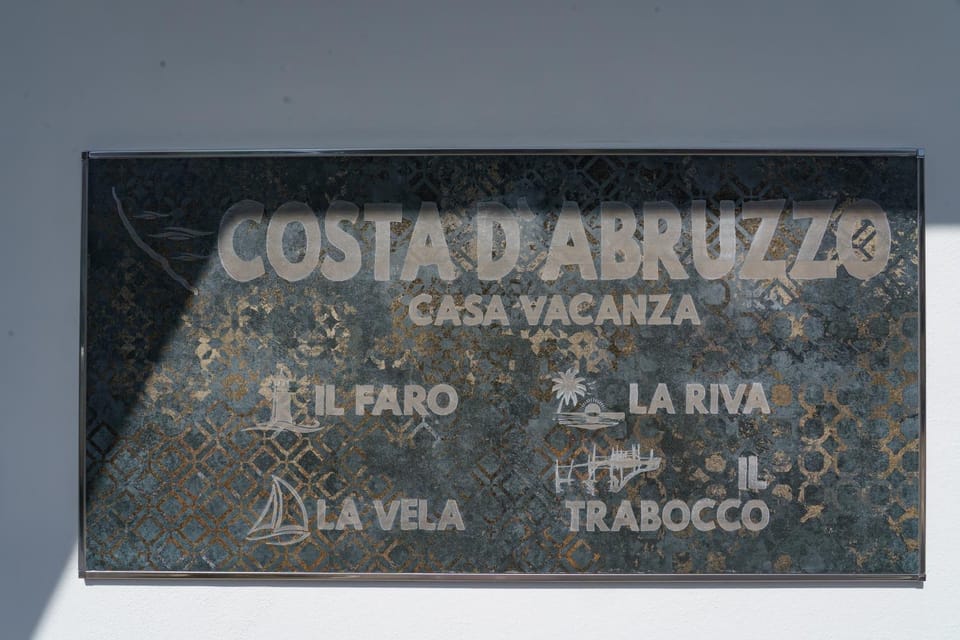 COSTA D'ABRUZZO
CASA VACANZA
IL FARO
LA RIVA
LA VELA
IL
TRABOCCO